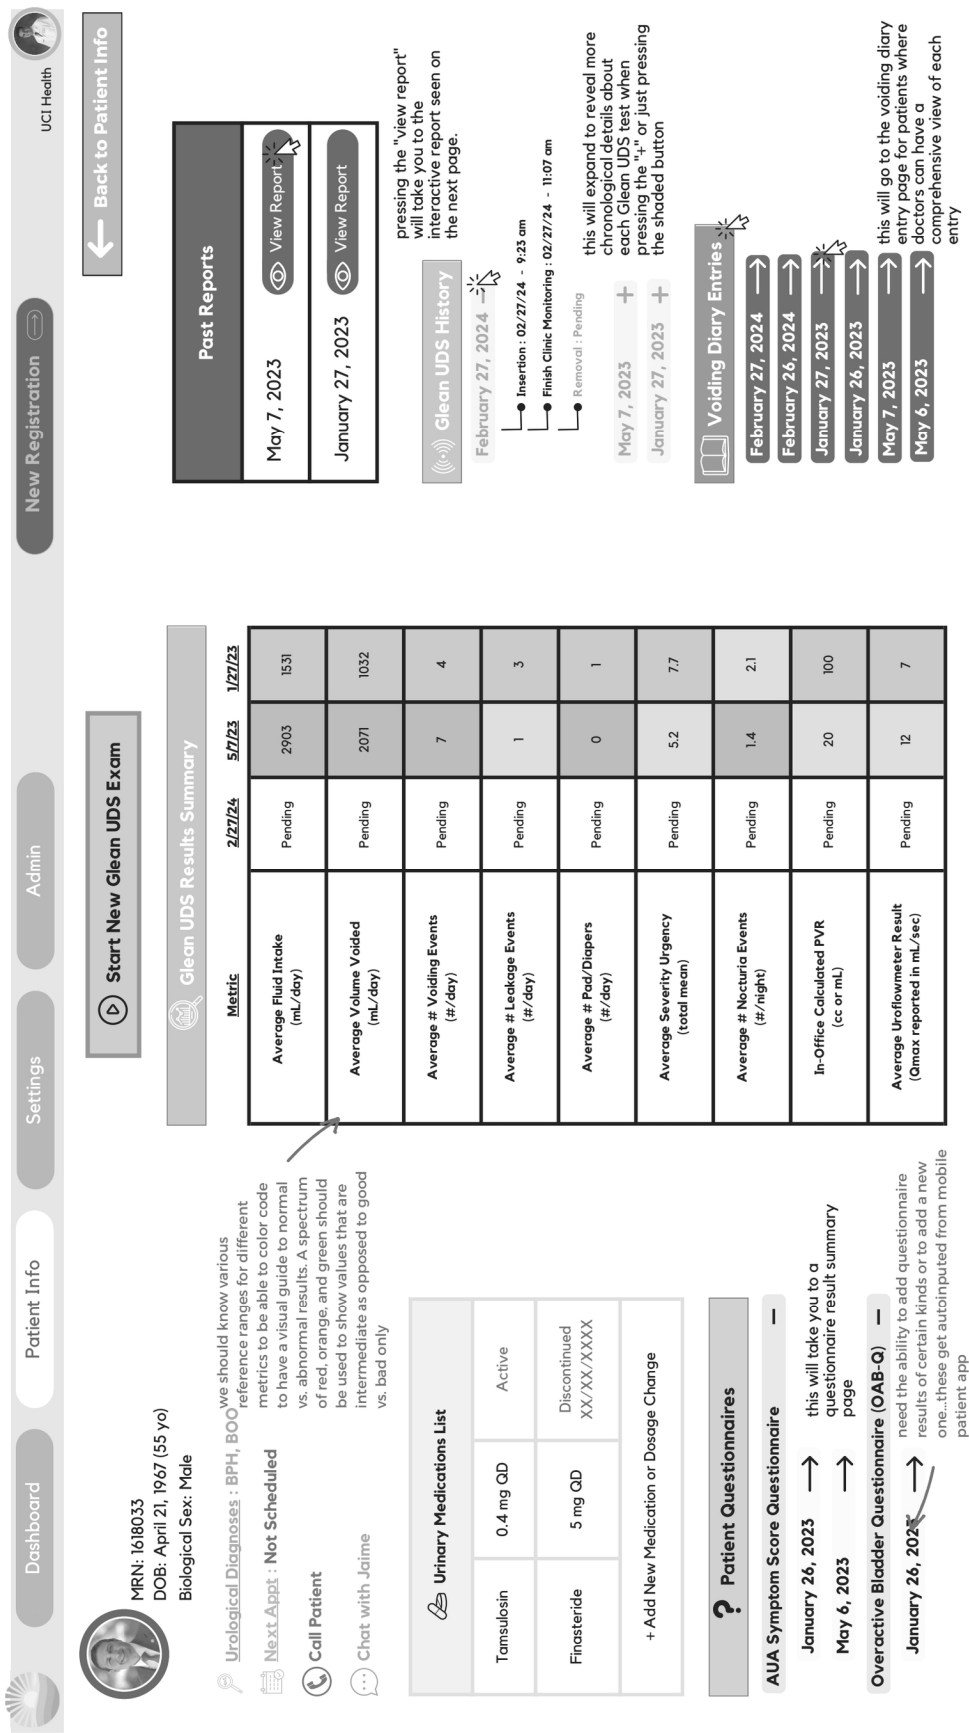 Dashboard
Patient Info
Settings
Admin
New Registration
UCI Health
MRN: 1618033
DOB: April 21, 1967 (55 yo)
Biological Sex: Male
Start New Glean UDS Exam
Back to Patient Info
Urological Diagnoses : BPH, BOO
Next Appt : Not Scheduled
Call Patient
Chat with Jaime
we should know various
reference ranges for different
metrics to be able to color code
to have a visual guide to normal
vs. abnormal results. A spectrum
of red, orange, and green should
be used to show values that are
intermediate as opposed to good
vs. bad only
Urinary Medications List
Tamsulosin 0.4 mg QD Active
Finasteride 5 mg QD Discontinued
XX/XX/XXXX
+ Add New Medication or Dosage Change
? Patient Questionnaires
AUA Symptom Score Questionnaire –
January 26, 2023 →
May 6, 2023 →
this will take you to a
questionnaire result summary
page
Overactive Bladder Questionnaire (OAB-Q) –
January 26, 2023 →
need the ability to add questionnaire
results of certain kinds or to add a new
one...these get autoinputed from mobile
patient app
Glean UDS Results Summary
Metric 2/27/24 5/7/23 1/27/23
Average Fluid Intake
(mL/day)
Pending 2903 1531
Average Volume Voided
(mL/day)
Pending 2071 1032
Average # Voiding Events
(#/day)
Pending 7 4
Average # Leakage Events
(#/day)
Pending 1 3
Average # Pad/Diapers
(#/day)
Pending 0 1
Average Severity Urgency
(total mean)
Pending 5.2 7.7
Average # Nocturia Events
(#/night)
Pending 1.4 2.1
In-Office Calculated PVR
(cc or mL)
Pending 20 100
Average Uroflowmeter Result
(Qmax reported in mL/sec)
Pending 12 7
Past Reports
May 7, 2023 View Report
January 27, 2023 View Report
pressing the "view report"
will take you to the
interactive report seen on
the next page.
Glean UDS History
February 27, 2024 –
Insertion : 02/27/24 - 9:23 am
Finish Clinic Monitoring : 02/27/24 - 11:07 am
Removal : Pending
May 7, 2023 +
January 27, 2023 +
this will expand to reveal more
chronological details about
each Glean UDS test when
pressing the "+" or just pressing
the shaded button
Voiding Diary Entries
February 27, 2024 →
February 26, 2024 →
January 27, 2023 →
January 26, 2023 →
May 7, 2023 →
May 6, 2023 →
this will go to the voiding diary
entry page for patients where
doctors can have a
comprehensive view of each
entry